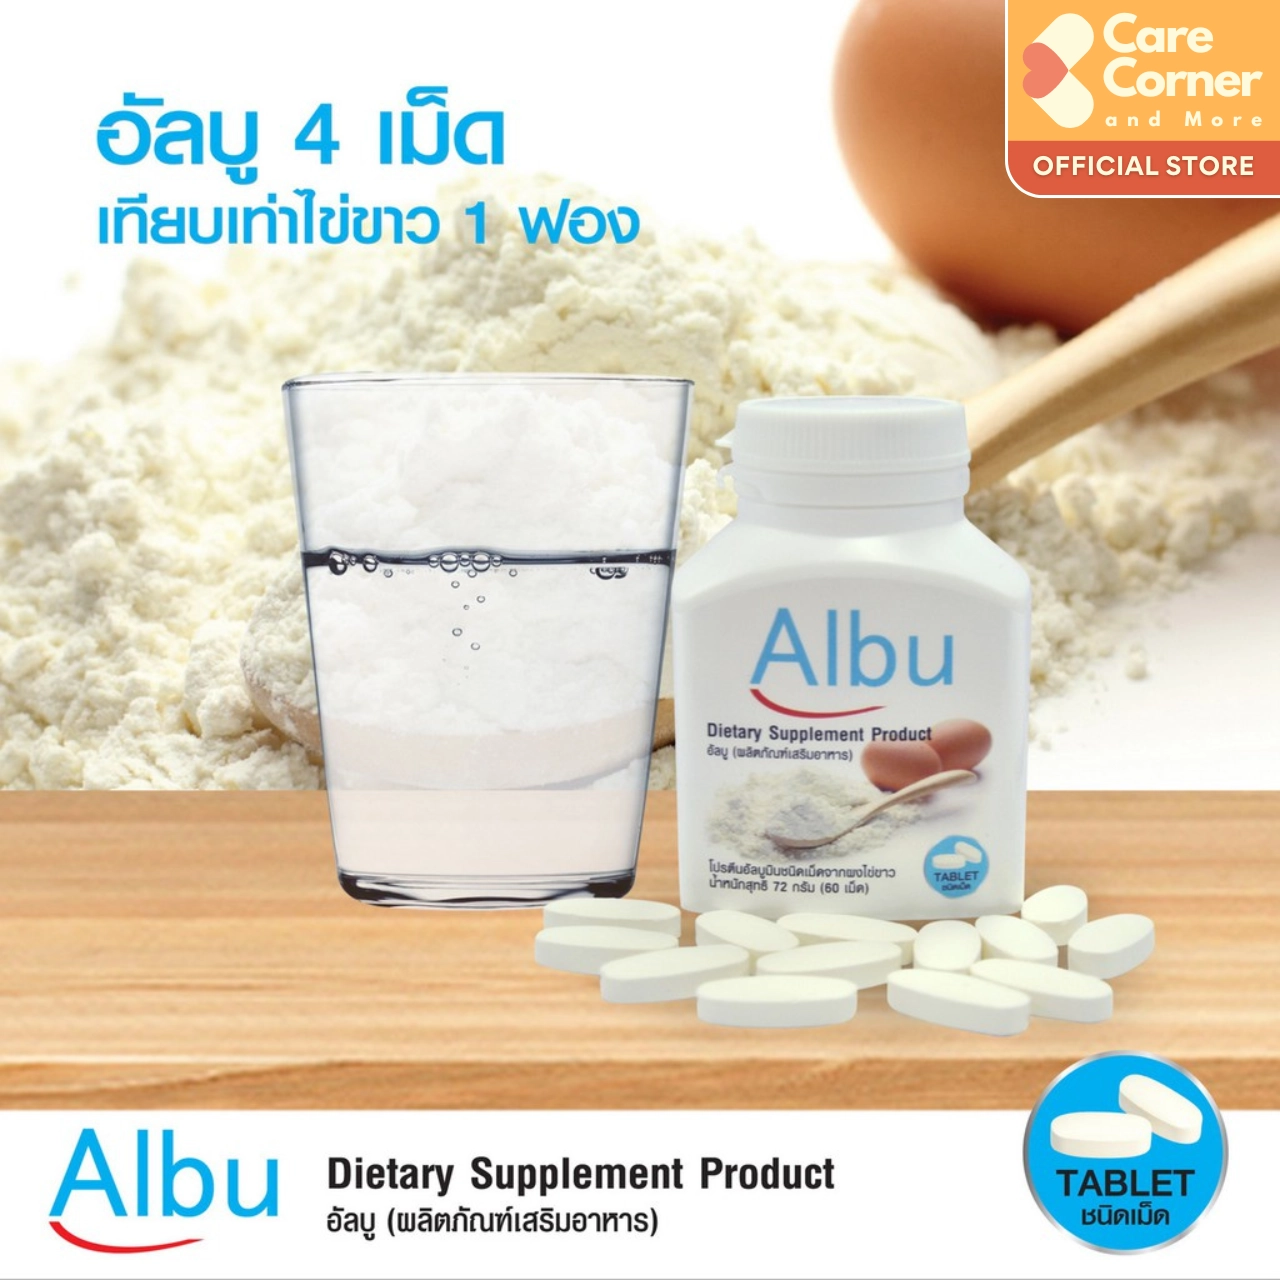 Care
Corner
and More
OFFICIAL STORE
อัลบู 4 เม็ด
เทียบเท่าไข่ขาว 1 ฟอง
Albu
Dietary Supplement Product
อัลบู (ผลิตภัณฑ์เสริมอาหาร)
โปรตีนอัลบูมินชนิดเม็ดจากผงไข่ขาว
น้ำหนักสุทธิ 72 กรัม (60 เม็ด)
TABLET
ชนิดเม็ด
Albu
Dietary Supplement Product
อัลบู (ผลิตภัณฑ์เสริมอาหาร)
TABLET
ชนิดเม็ด